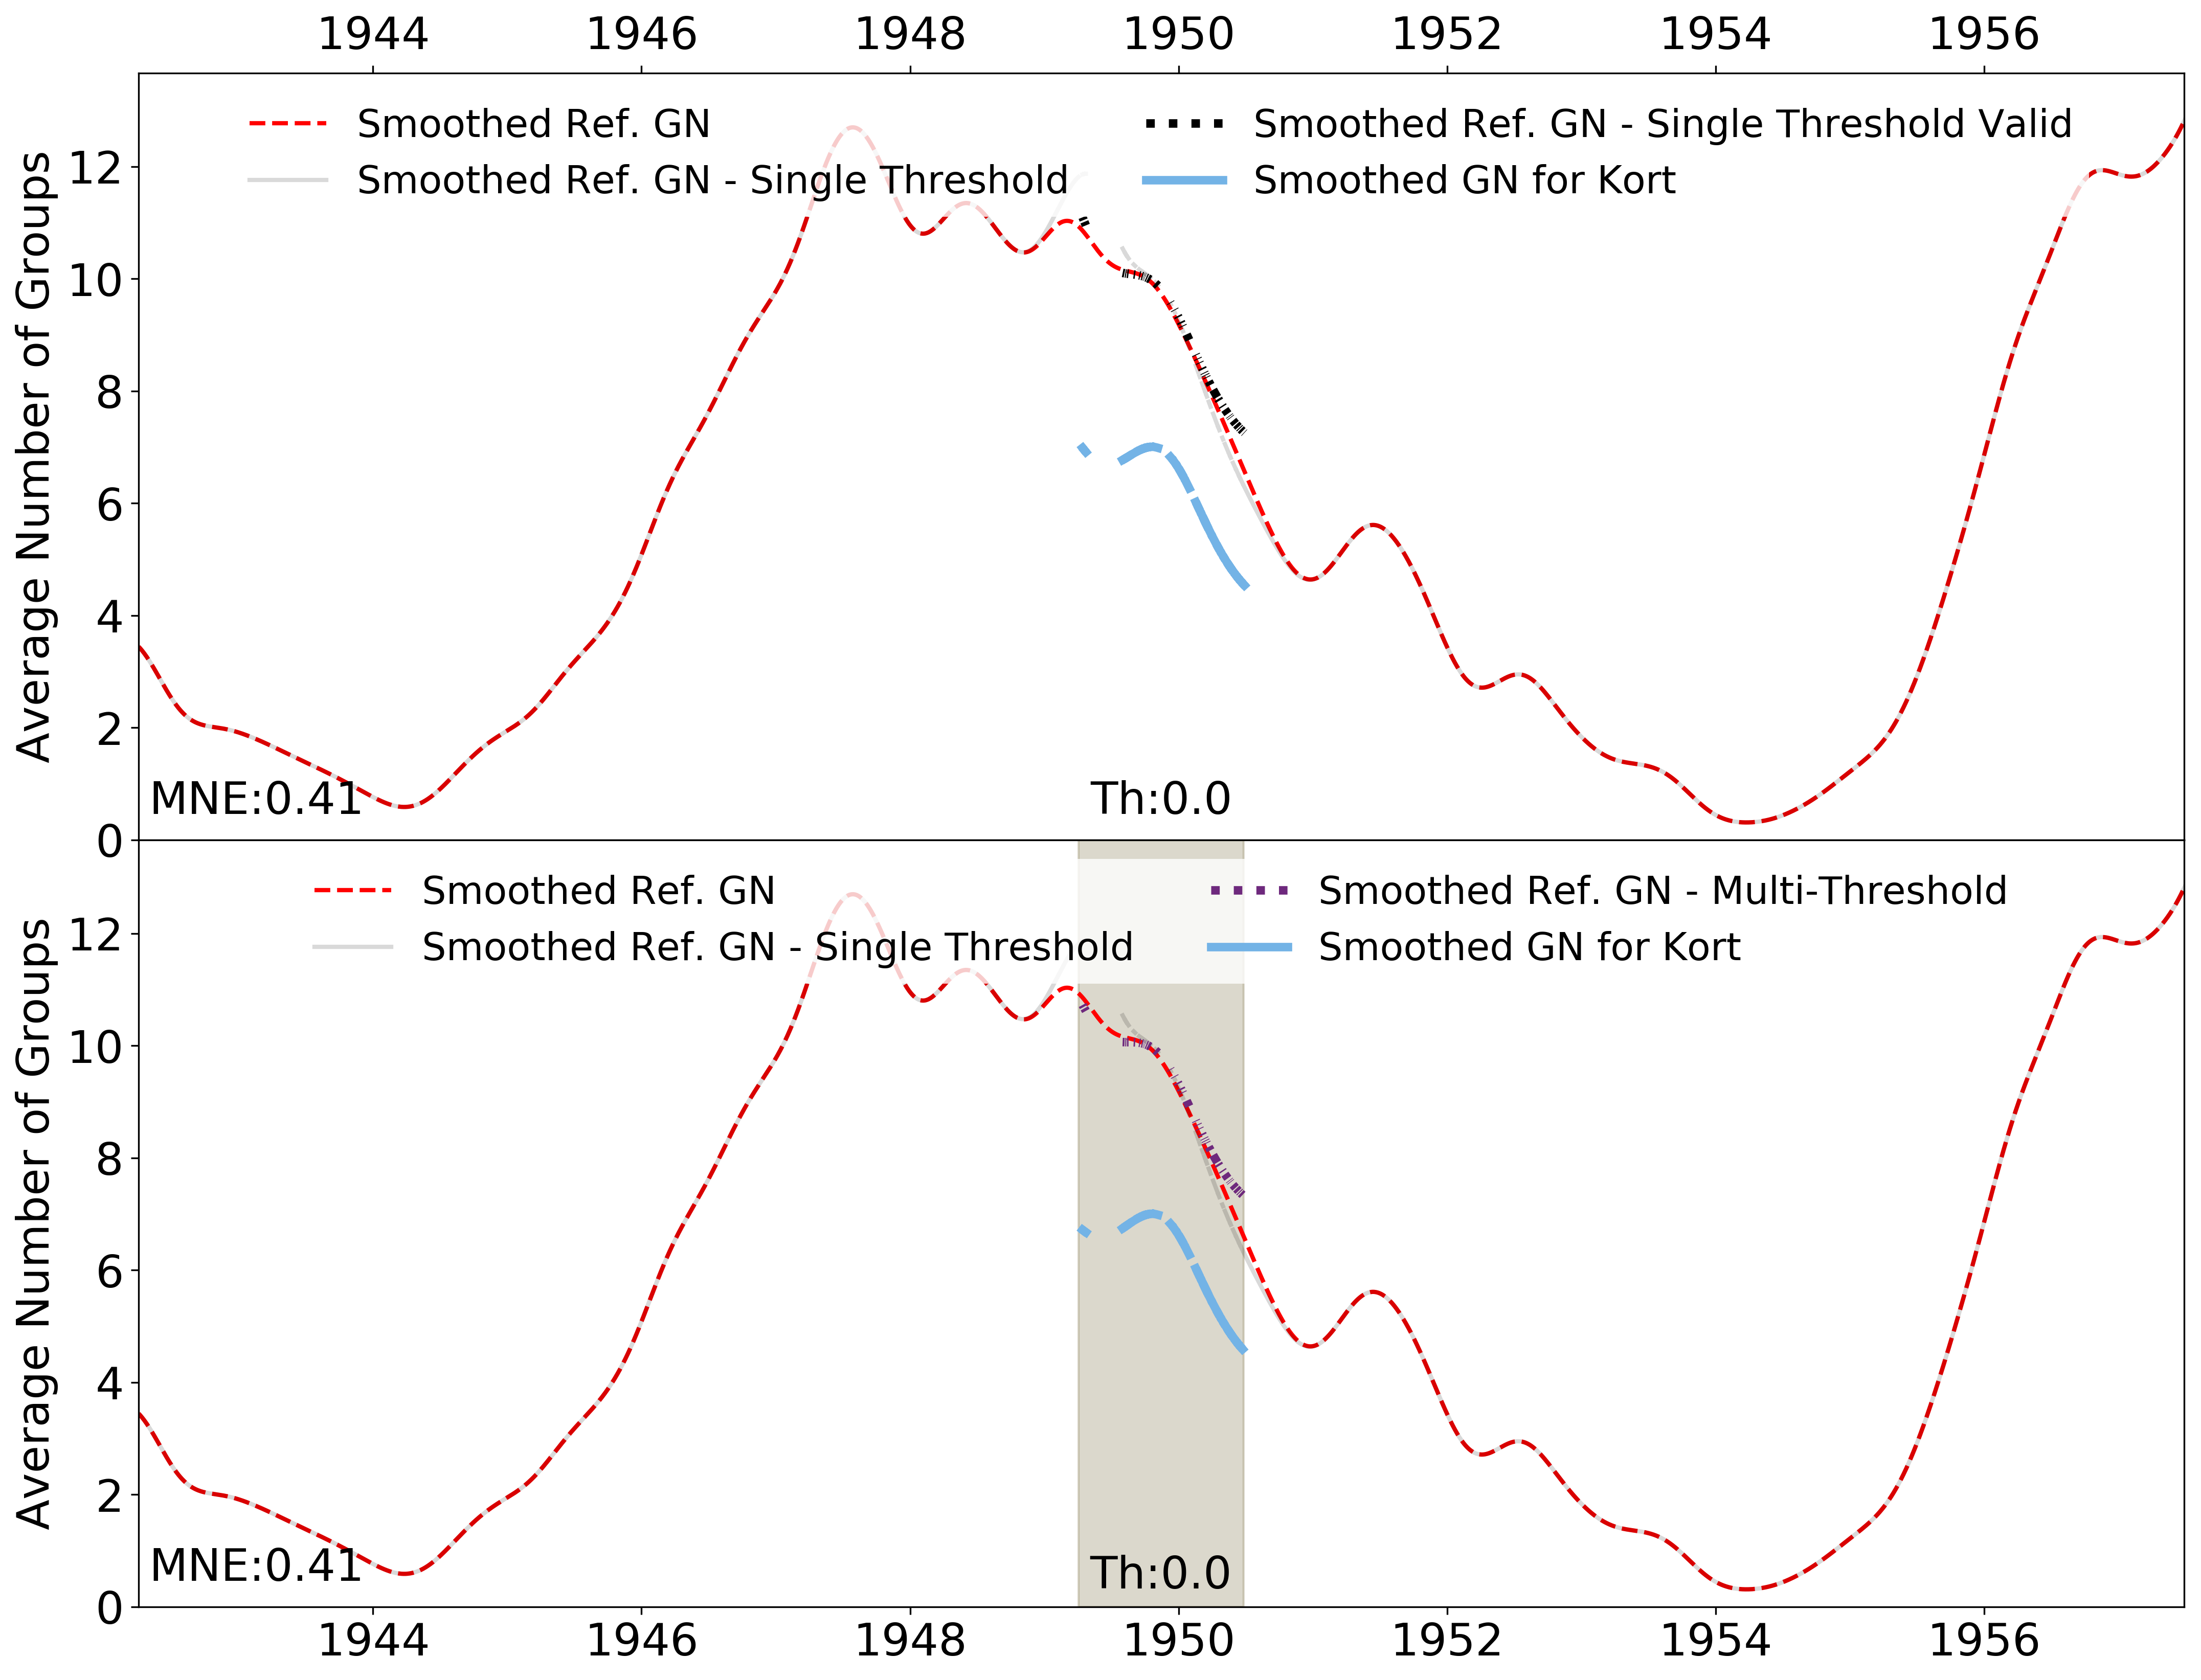 1944 1946 1948 1950 1952 1954 1956
Smoothed Ref. GN
Smoothed Ref. GN - Single Threshold
Smoothed Ref. GN - Single Threshold Valid
Smoothed GN for Kort
Average Number of Groups
12
10
8
6
4
2
0
MNE:0.41
Th:0.0
Smoothed Ref. GN
Smoothed Ref. GN - Single Threshold
Smoothed Ref. GN - Multi-Threshold
Smoothed GN for Kort
Average Number of Groups
12
10
8
6
4
2
0
MNE:0.41
Th:0.0
1944 1946 1948 1950 1952 1954 1956